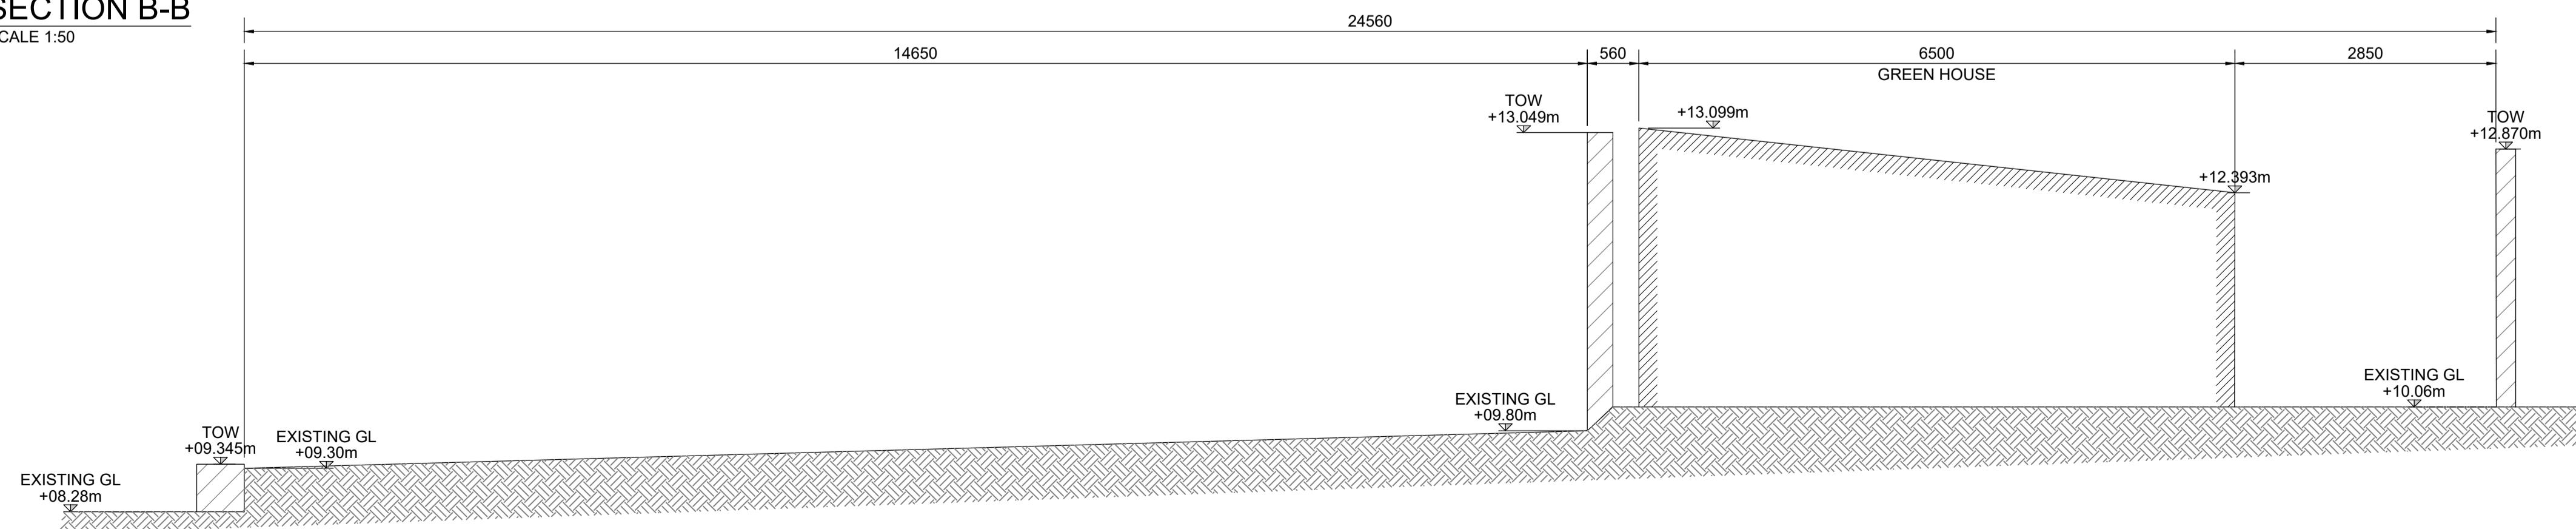 SECTION B-B
CALE 1:50
24560
14650
560
6500
2850
GREEN HOUSE
TOW
+13.049m
+13.099m
TOW
+12.870m
+12.393m
EXISTING GL
+10.06m
EXISTING GL
+09.80m
TOW
+09.345m
EXISTING GL
+09.30m
EXISTING GL
+08.28m